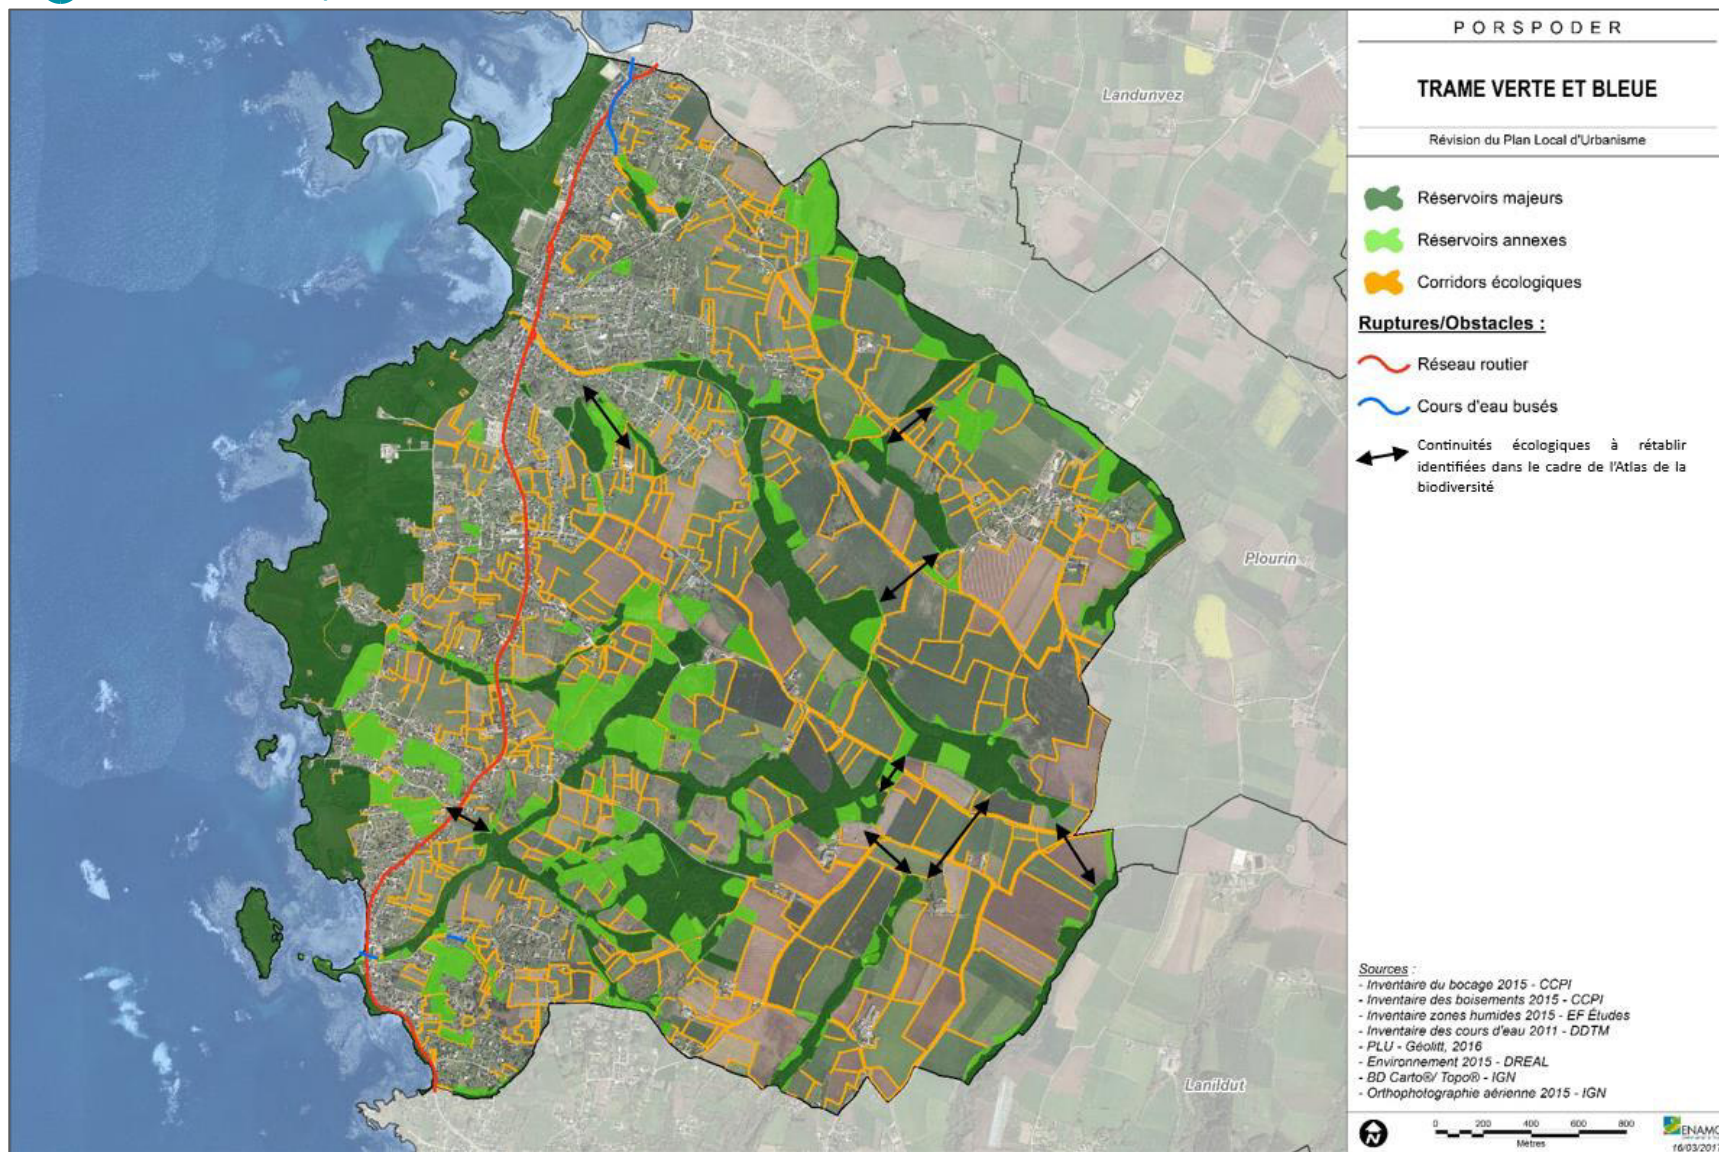 PORSPODER
TRAME VERTE ET BLEUE
Révision du Plan Local d'Urbanisme
Réservoirs majeurs
Réservoirs annexes
Corridors écologiques
Ruptures/Obstacles :
Réseau routier
Cours d'eau busés
Continuités écologiques à rétablir
identifiées dans le cadre de l'Atlas de la
biodiversité
Landunvez
Plourin
Lanildut
Sources :
- Inventaire du bocage 2015 - CCPI
- Inventaire des boisements 2015 - CCPI
- Inventaire zones humides 2015 - EF Études
- Inventaire des cours d'eau 2011 - DDTM
- PLU - Géolitt, 2016
- Environnement 2015 - DREAL
- BD Carto®/ Topo® - IGN
- Orthophotographie aérienne 2015 - IGN
N
0 200 400 600 800
Mètres
ENAMO
16/03/2017